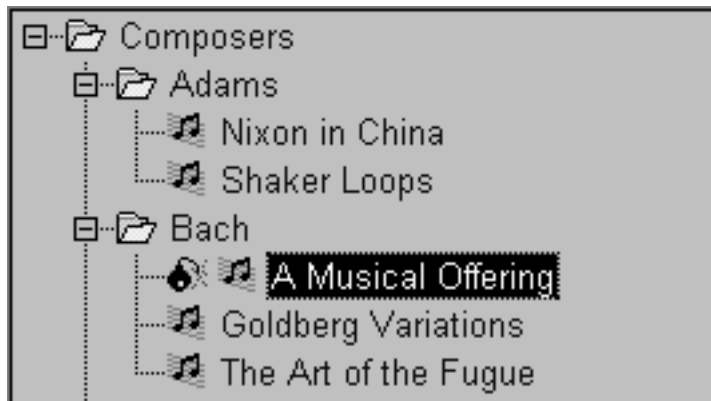 Composers
Adams
Nixon in China
Shaker Loops
Bach
A Musical Offering
Goldberg Variations
The Art of the Fugue